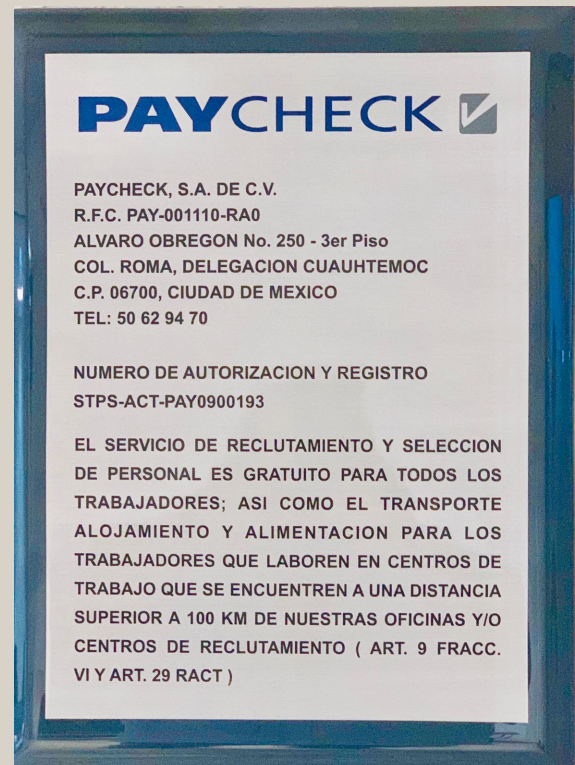 PAYCHECK
PAYCHECK, S.A. DE C.V.
R.F.C. PAY-001110-RA0
ALVARO OBREGON No. 250 - 3er Piso
COL. ROMA, DELEGACION CUAUHTEMOC
C.P. 06700, CIUDAD DE MEXICO
TEL: 50 62 94 70
NUMERO DE AUTORIZACION Y REGISTRO
STPS-ACT-PAY0900193
EL SERVICIO DE RECLUTAMIENTO Y SELECCION
DE PERSONAL ES GRATUITO PARA TODOS LOS
TRABAJADORES; ASI COMO EL TRANSPORTE
ALOJAMIENTO Y ALIMENTACION PARA LOS
TRABAJADORES QUE LABOREN EN CENTROS DE
TRABAJO QUE SE ENCUENTREN A UNA DISTANCIA
SUPERIOR A 100 KM DE NUESTRAS OFICINAS Y/O
CENTROS DE RECLUTAMIENTO ( ART. 9 FRACC.
VI Y ART. 29 RACT )